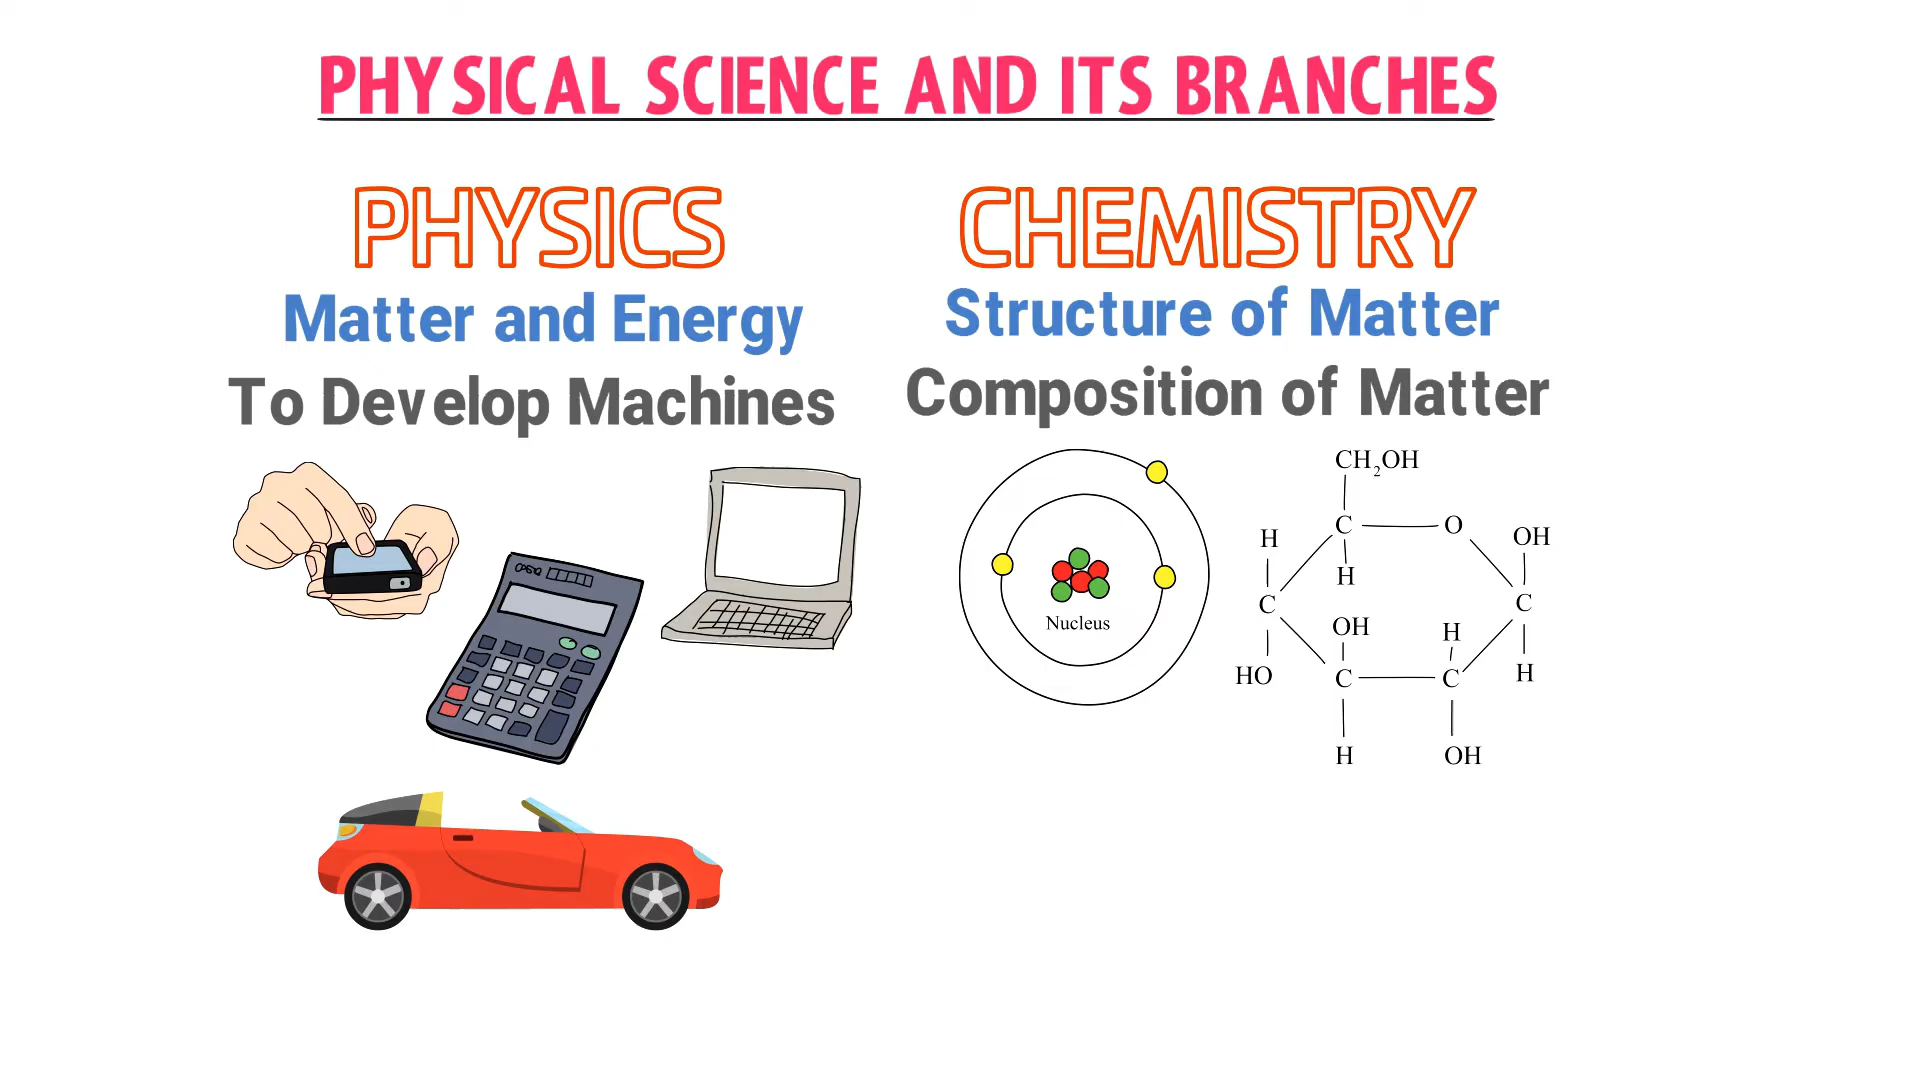 PHYSICAL SCIENCE AND ITS BRANCHES
PHYSICS
Matter and Energy
To Develop Machines
CHEMISTRY
Structure of Matter
Composition of Matter
Nucleus
CH₂OH
C O
H OH
H
C C
OH H
HO C C H
H OH